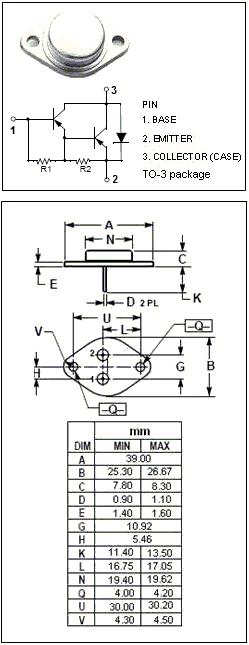 3
PIN
1. BASE
2. EMITTER
3. COLLECTOR (CASE)
TO-3 package
1
R1
R2
2
A
N
C
E
D 2 PL
K
U
V
L
–Q–
2
1
H
G
B
–Q–
mm
DIM MIN MAX
A 39.00
B 25.30 26.67
C 7.80 8.30
D 0.90 1.10
E 1.40 1.60
G 10.92
H 5.46
K 11.40 13.50
L 16.75 17.05
N 19.40 19.62
Q 4.00 4.20
U 30.00 30.20
V 4.30 4.50